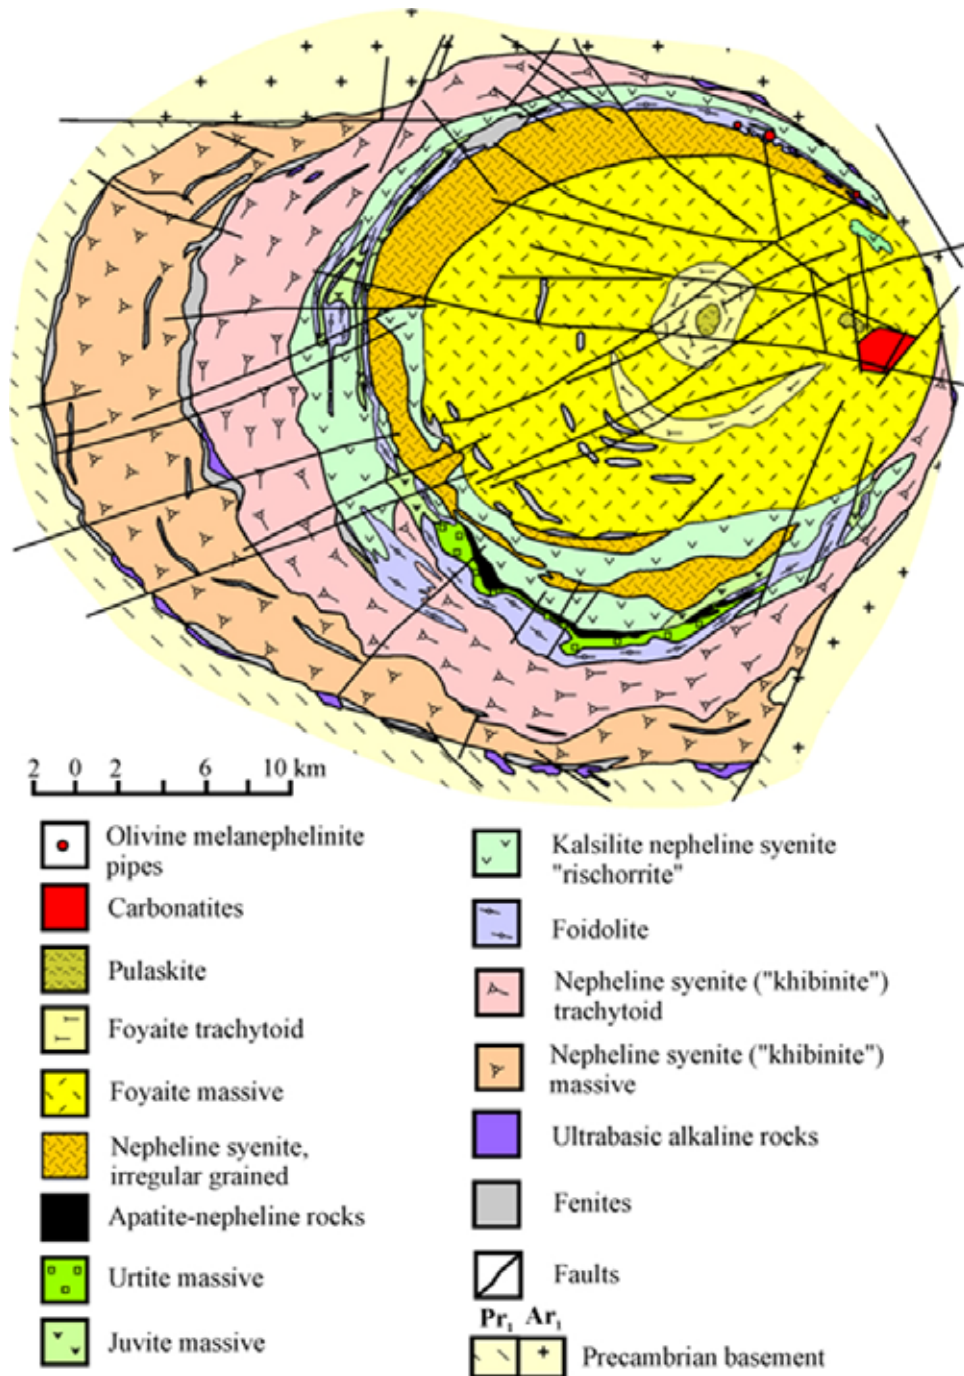 2 0 2 6 10 km
Olivine melanephelinite
pipes
Carbonatites
Pulaskite
Foyaite trachytoid
Foyaite massive
Nepheline syenite,
irregular grained
Apatite-nepheline rocks
Urtite massive
Juvite massive
Kalsilite nepheline syenite
"rischorrite"
Foidolite
Nepheline syenite ("khibinite")
trachytoid
Nepheline syenite ("khibinite")
massive
Ultrabasic alkaline rocks
Fenites
Faults
Pr₁ Ar₁
Precambrian basement